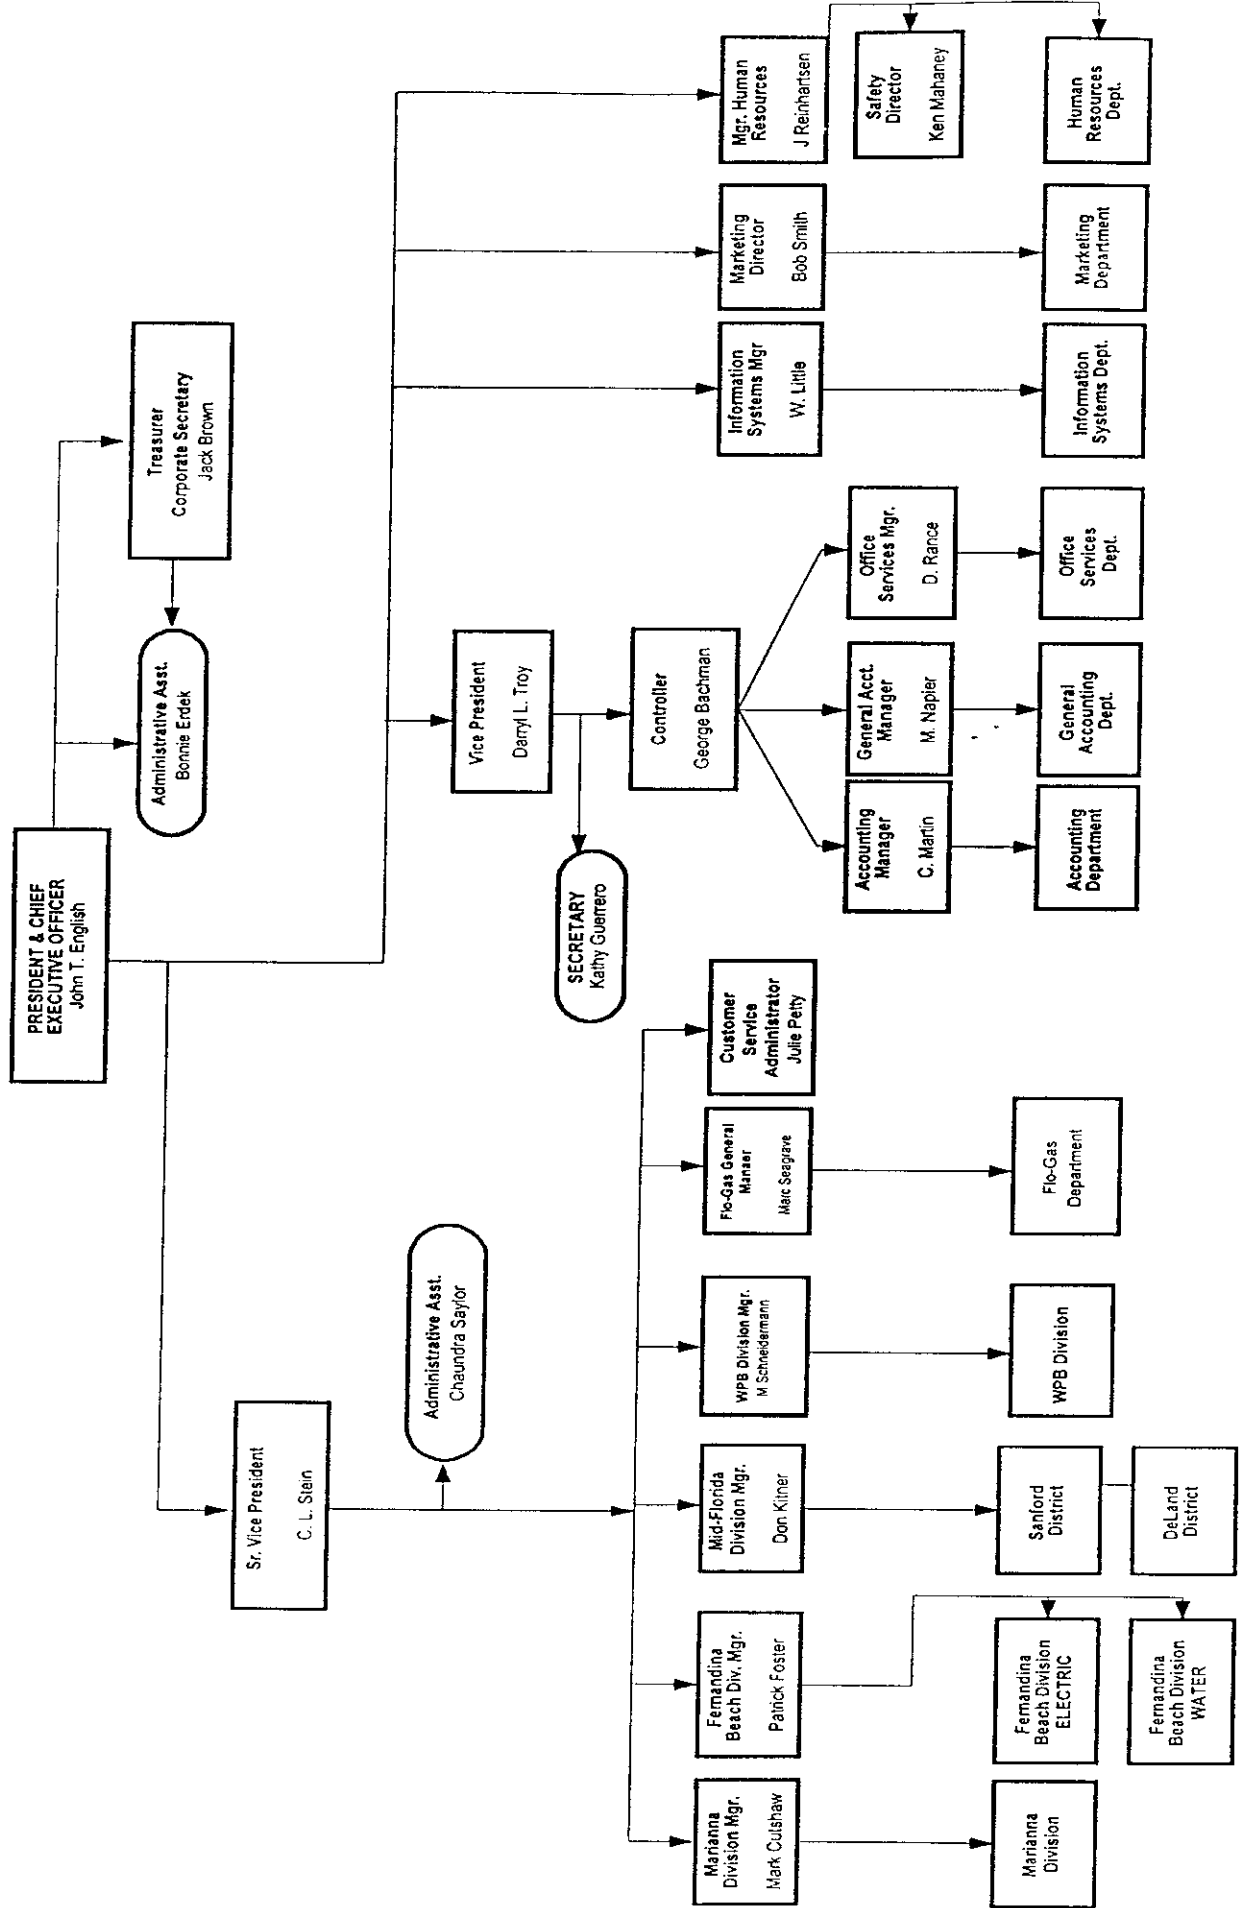 PRESIDENT & CHIEF
EXECUTIVE OFFICER
John T. English
Administrative Asst.
Bonnie Erdek
Treasurer
Corporate Secretary
Jack Brown
Sr. Vice President
C. L. Stein
Administrative Asst.
Chaundra Saylor
Vice President
Darryl L. Troy
SECRETARY
Kathy Guerrero
Controller
George Bachman
Marianna
Division Mgr.
Mark Cutshaw
Fernandina
Beach Div. Mgr.
Patrick Foster
Mid-Florida
Division Mgr.
Don Kitner
WPB Division Mgr.
M Schneidermann
Flo-Gas General
Manaer
Marc Seagrave
Customer
Service
Administrator
Julie Petty
Accounting
Manager
C. Martin
General Acct.
Manager
M. Napier
Office
Services Mgr.
D. Rance
Information
Systems Mgr
W. Little
Marketing
Director
Bob Smith
Mgr. Human
Resources
J Reinhartsen
Safety
Director
Ken Mahaney
Marianna
Division
Fernandina
Beach Division
ELECTRIC
Fernandina
Beach Division
WATER
Sanford
District
DeLand
District
WPB Division
Flo-Gas
Department
Accounting
Department
General
Accounting
Dept.
Office
Services
Dept.
Information
Systems Dept.
Marketing
Department
Human
Resources
Dept.